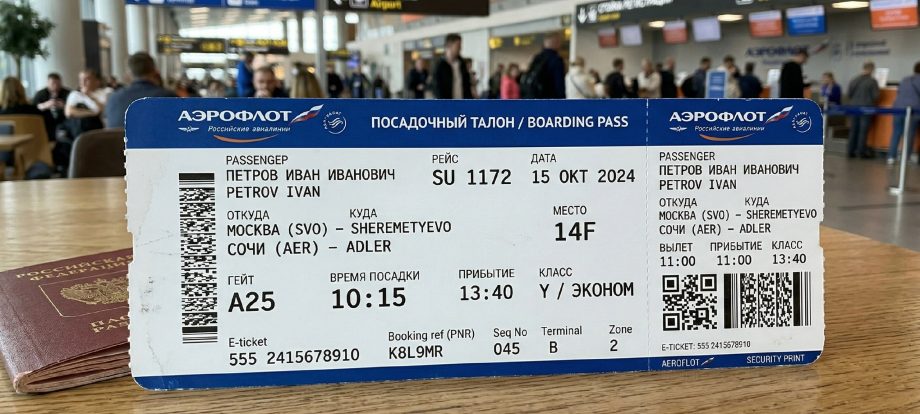 АЭРОФЛОТ
Российские авиалинии
ПОСАДОЧНЫЙ ТАЛОН / BOARDING PASS
PASSENGEP
ПЕТРОВ ИВАН ИВАНОВИЧ
PETROV IVAN
РЕЙС
SU 1172
ДАТА
15 ОКТ 2024
ОТКУДА КУДА
МОСКВА (SVO) – SHEREMETYEVO
СОЧИ (AER) – ADLER
МЕСТО
14F
ГЕЙТ
A25
ВРЕМЯ ПОСАДКИ
10:15
ПРИБЫТИЕ
13:40
КЛАСС
Y / ЭКОНОМ
E-ticket
555 2415678910
Booking ref (PNR)
K8L9MR
Seq No
045
Terminal
B
Zone
2
АЭРОФЛОТ
Российские авиалинии
PASSENGER
ПЕТРОВ ИВАН ИВАНОВИЧ
PETROV IVAN
ОТКУДА КУДА
МОСКВА (SVO) – SHEREMETYEVO
СОЧИ (AER) – ADLER
ВЫЛЕТ ПРИБЫТИЕ КЛАСС
11:00 11:00 13:40
E-TICKET: 555 2415678910
AEROFLOT SECURITY PRINT
АЭРОФЛОТ